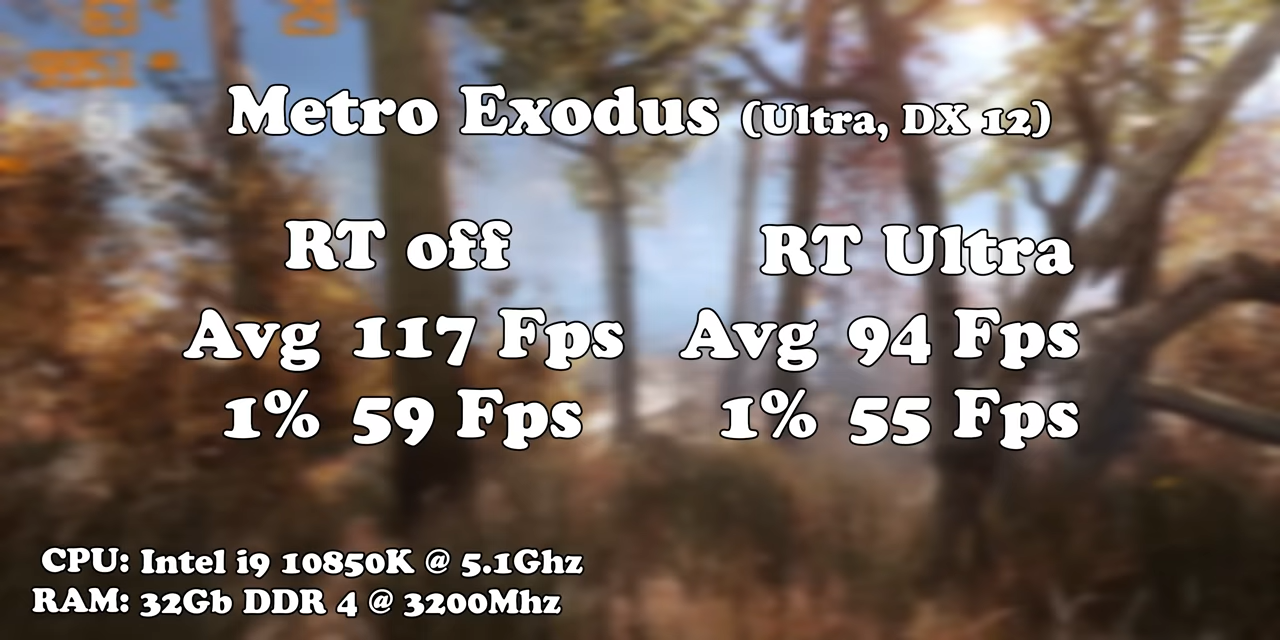 Metro Exodus (Ultra, DX 12)
RT off
RT Ultra
Avg 117 Fps
Avg 94 Fps
1% 59 Fps
1% 55 Fps
CPU: Intel i9 10850K @ 5.1Ghz
RAM: 32Gb DDR 4 @ 3200Mhz